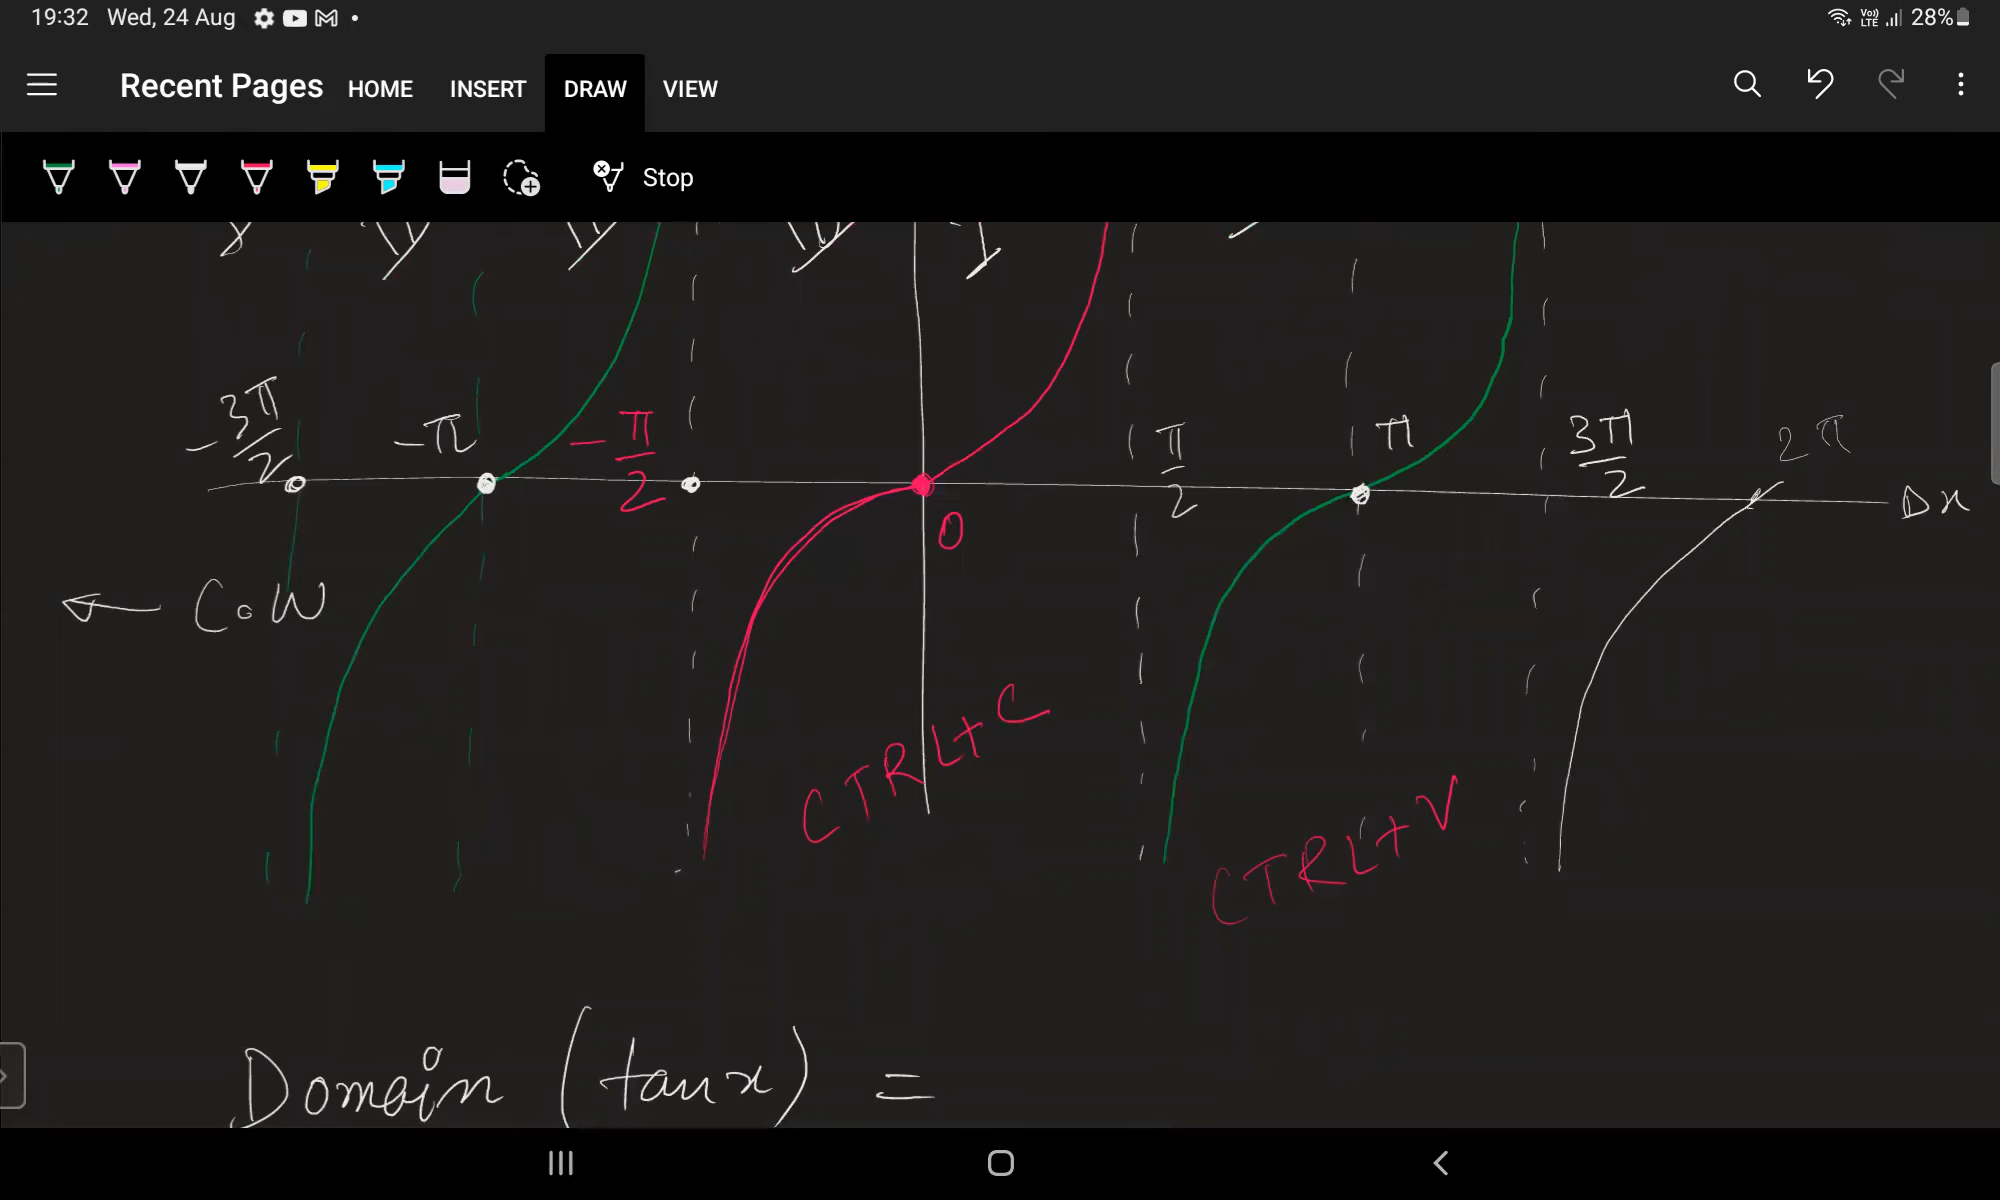 19:32 Wed, 24 Aug 28%
Recent Pages HOME INSERT DRAW VIEW
Stop
-3π/2 -π -π/2 0 π/2 π 3π/2 2π x
CoW
CTRL+C
CTRL+V
Domain (tan x) =